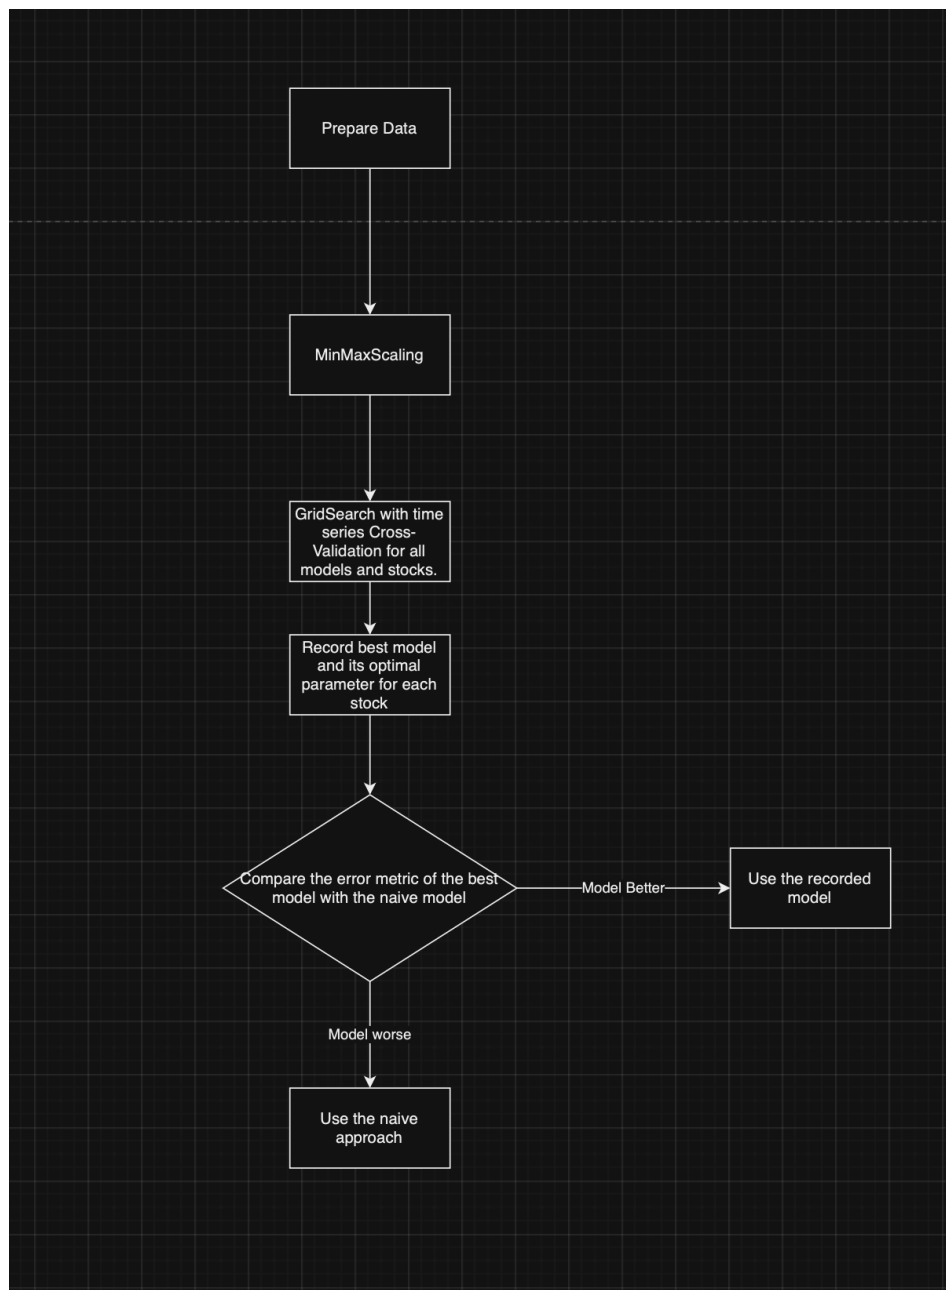 Prepare Data
MinMaxScaling
GridSearch with time
series Cross-
Validation for all
models and stocks.
Record best model
and its optimal
parameter for each
stock
Compare the error metric of the best
model with the naive model
Model Better
Use the recorded
model
Model worse
Use the naive
approach